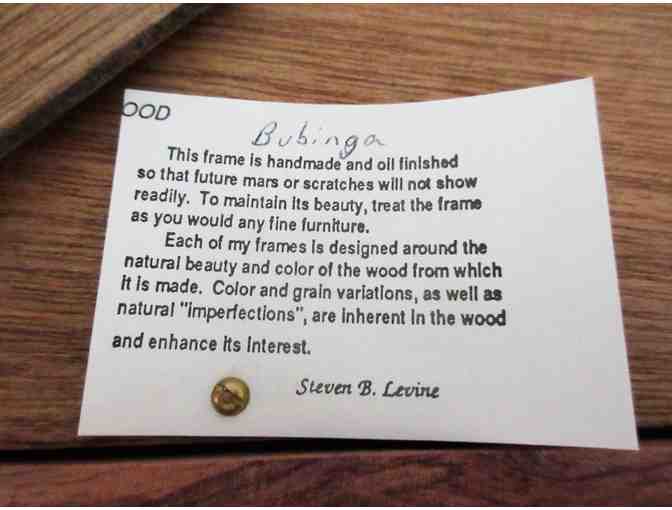 OOD
Bubinga
This frame is handmade and oil finished
so that future mars or scratches will not show
readily. To maintain its beauty, treat the frame
as you would any fine furniture.
Each of my frames is designed around the
natural beauty and color of the wood from which
it is made. Color and grain variations, as well as
natural "imperfections", are inherent in the wood
and enhance its interest.
Steven B. Levine